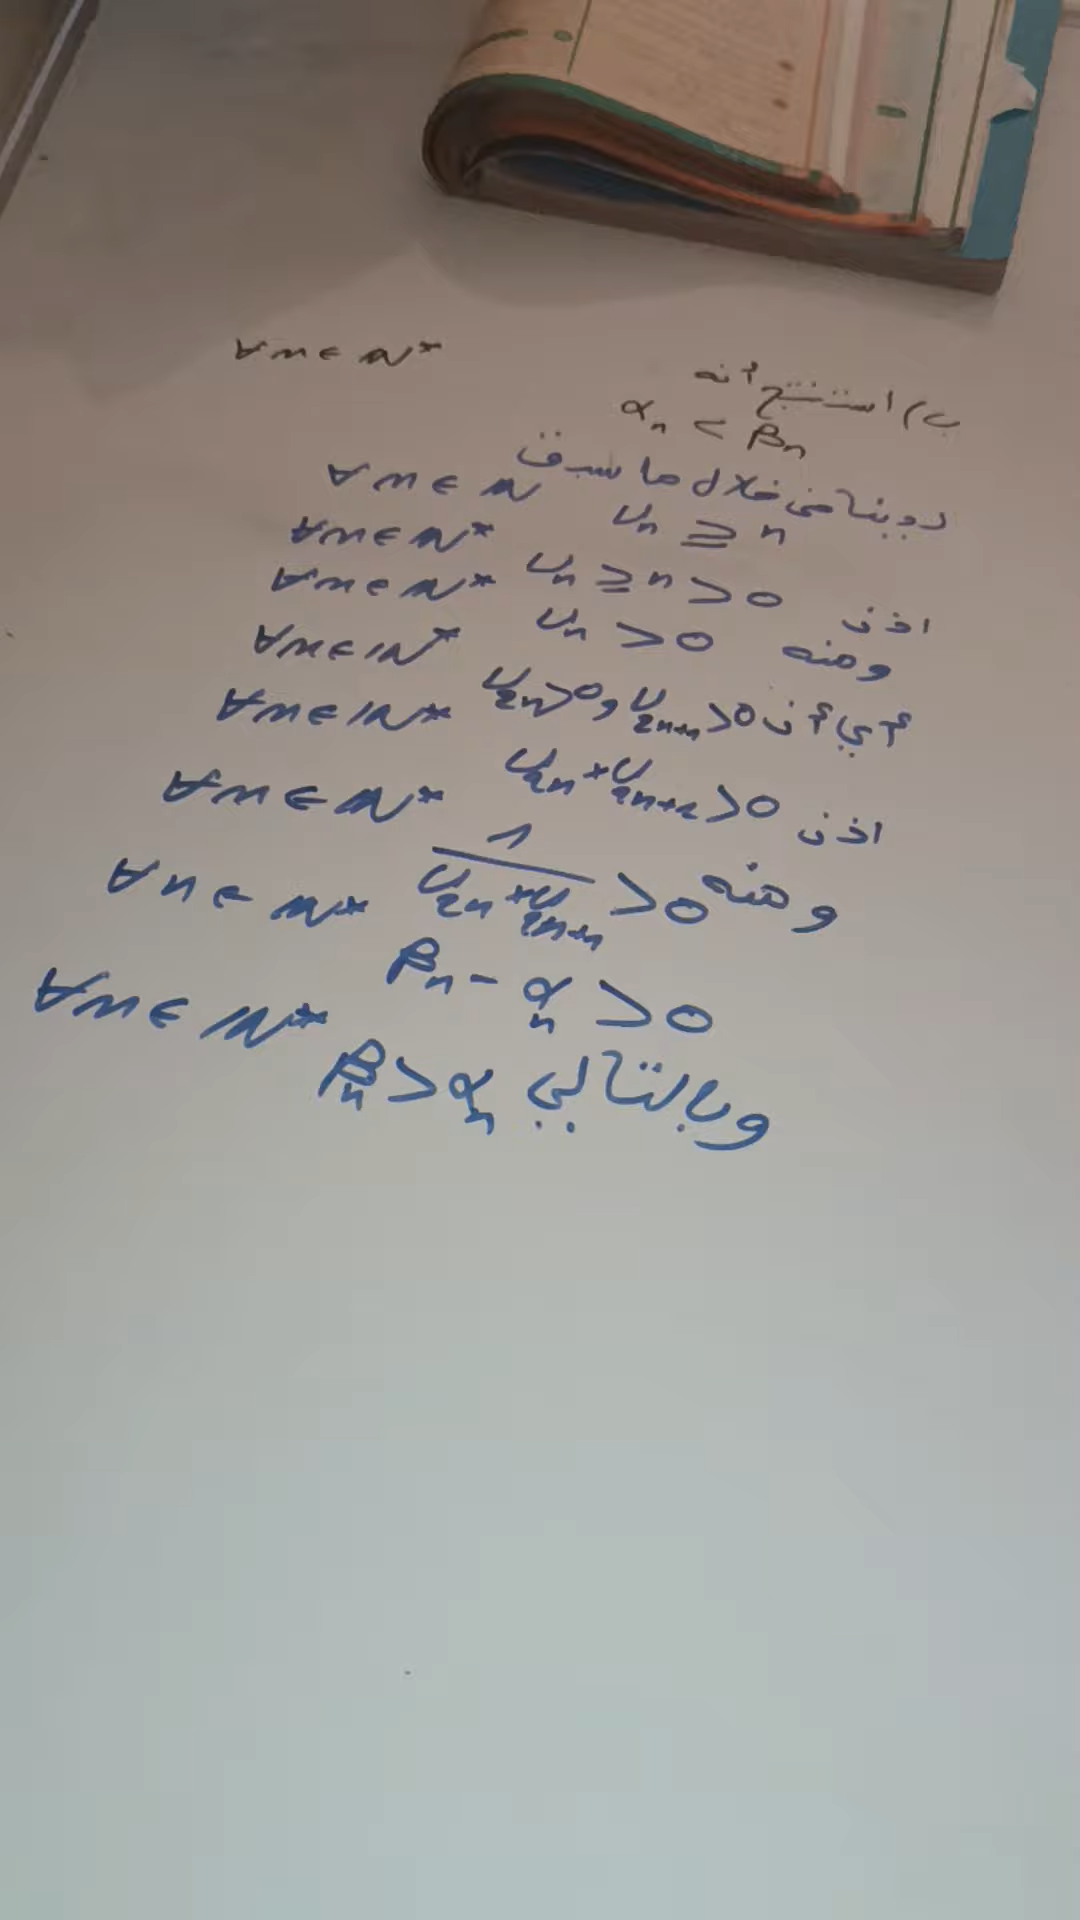 ب) استنتج أنه ∀n ∈ ℕ*
αₙ < βₙ
لدينا من خلال ما سبق
Uₙ ≥ n ∀n ∈ ℕ
اذن Uₙ ≥ n > 0 ∀n ∈ ℕ*
ومنه Uₙ > 0 ∀n ∈ ℕ*
أي أن U₂ₙ > 0 و U₂ₙ₊₁ > 0 ∀n ∈ ℕ*
اذن U₂ₙ + U₂ₙ₊₁ > 0 ∀n ∈ ℕ*
ومنه 1/(U₂ₙ + U₂ₙ₊₁) > 0 ∀n ∈ ℕ*
βₙ - αₙ > 0 ∀n ∈ ℕ*
وبالتالي βₙ > αₙ ∀n ∈ ℕ*